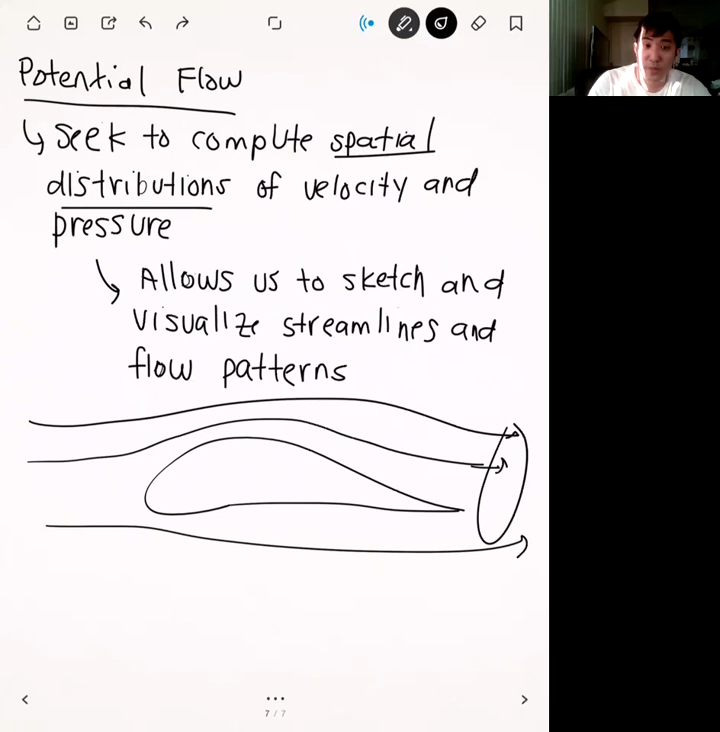 Potential Flow
↳ Seek to compute spatial
distributions of velocity and
pressure
↳ Allows us to sketch and
visualize streamlines and
flow patterns
7 / 7